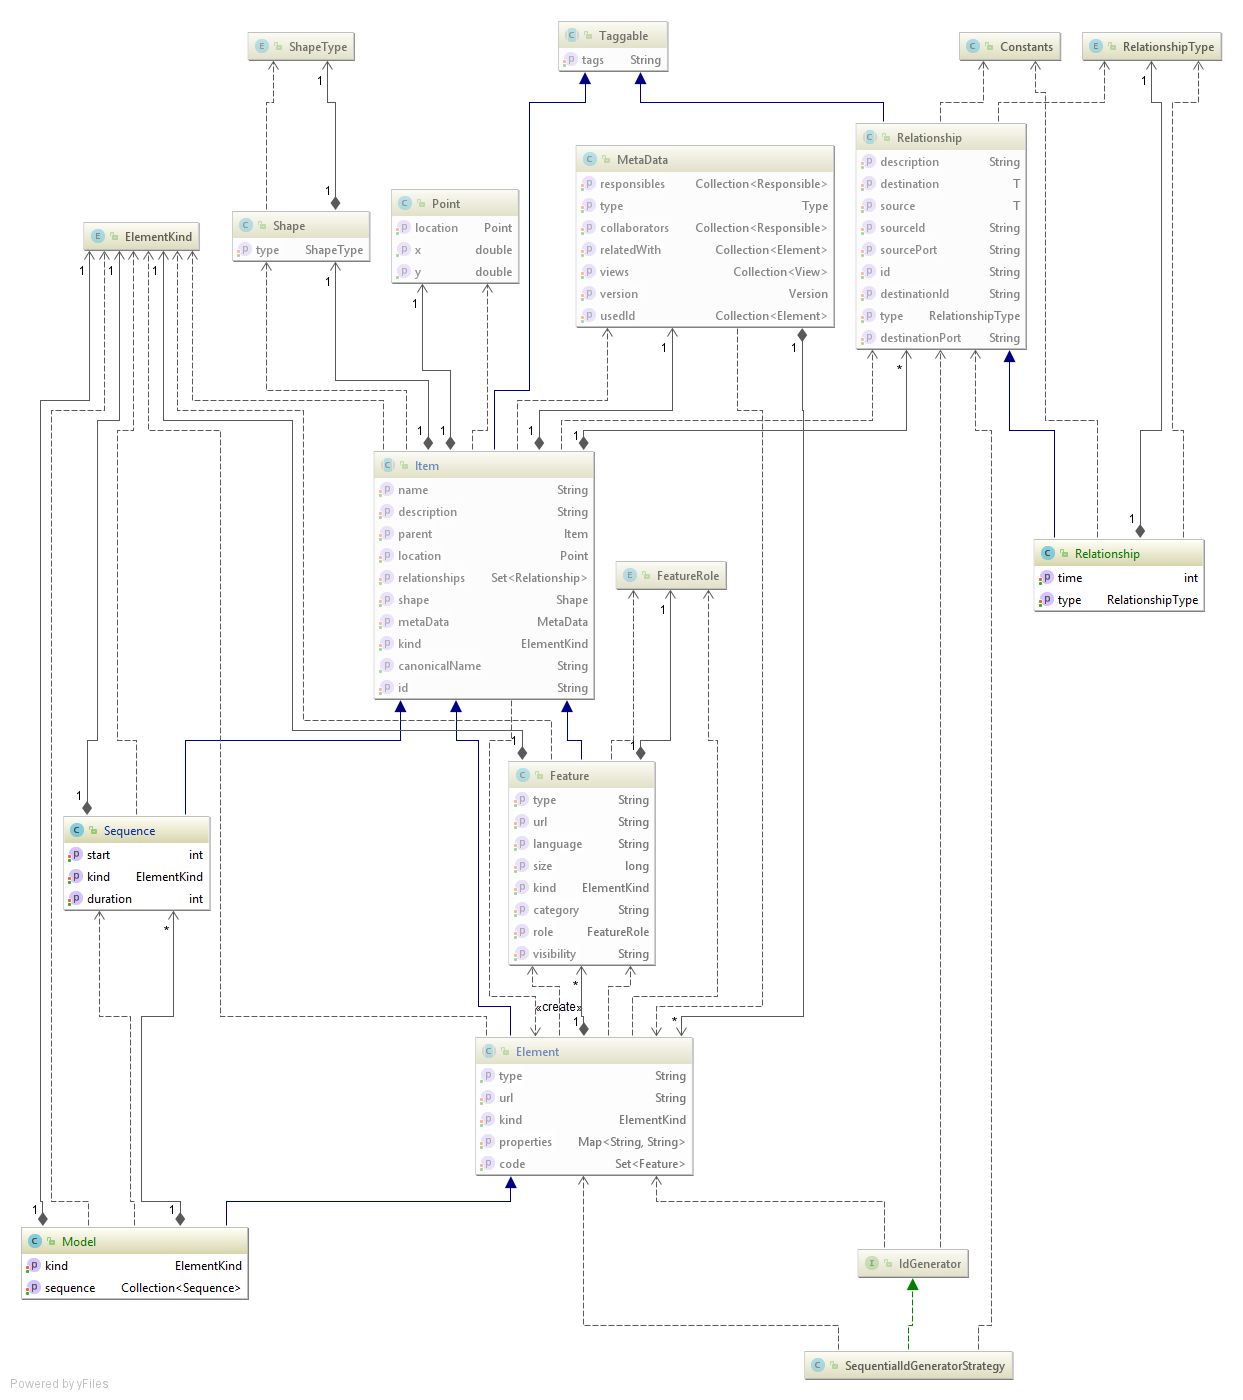 ShapeType
Taggable
tags String
Constants
RelationshipType
1
1
1
Relationship
description String
destination T
source T
sourceId String
sourcePort String
id String
destinationId String
type RelationshipType
destinationPort String
MetaData
responsibles Collection<Responsible>
type Type
collaborators Collection<Responsible>
relatedWith Collection<Element>
views Collection<View>
version Version
usedId Collection<Element>
Point
location Point
x double
y double
Shape
type ShapeType
ElementKind
1
1
1
1
1
1
1
*
1
1
1
1
Item
name String
description String
parent Item
location Point
relationships Set<Relationship>
shape Shape
metaData MetaData
kind ElementKind
canonicalName String
id String
1
Relationship
time int
type RelationshipType
FeatureRole
1
1
1
Feature
type String
url String
language String
size long
kind ElementKind
category String
role FeatureRole
visibility String
1
Sequence
start int
kind ElementKind
duration int
*
*
«create»
1
*
Element
type String
url String
kind ElementKind
properties Map<String, String>
code Set<Feature>
1
1
Model
kind ElementKind
sequence Collection<Sequence>
IdGenerator
SequentialIdGeneratorStrategy
Powered by yFiles